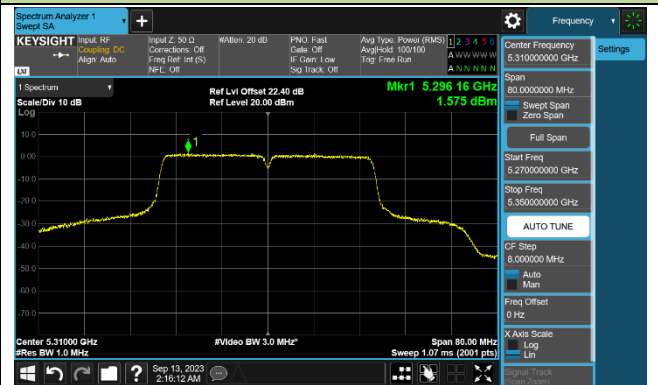 Spectrum Analyzer 1
Swept SA
+
Frequency
KEYSIGHT
Input: RF
Coupling: DC
Align: Auto
Input Z: 50 Ω
Corrections: Off
Freq Ref: Int (S)
NFE: Off
#Atten: 20 dB
PNO: Fast
Gate: Off
IF Gain: Low
Sig Track: Off
Avg Type: Power (RMS)
Avg|Hold: 100/100
Trig: Free Run
1 2 3 4 5 6
A W W W W W
A N N N N N
LXI
1 Spectrum
Scale/Div 10 dB
Log
Ref Lvl Offset 22.40 dB
Ref Level 20.00 dBm
Mkr1 5.296 16 GHz
1.575 dBm
1
10.0
0.00
-10.0
-20.0
-30.0
-40.0
-50.0
-60.0
-70.0
Center 5.31000 GHz
#Res BW 1.0 MHz
#Video BW 3.0 MHz*
Span 80.00 MHz
Sweep 1.07 ms (2001 pts)
Sep 13, 2023
2:16:12 AM
?
Center Frequency
5.310000000 GHz
Settings
Span
80.0000000 MHz
Swept Span
Zero Span
Full Span
Start Freq
5.270000000 GHz
Stop Freq
5.350000000 GHz
AUTO TUNE
CF Step
8.000000 MHz
Auto
Man
Freq Offset
0 Hz
X Axis Scale
Log
Lin
Signal Track
(Span Zoom)